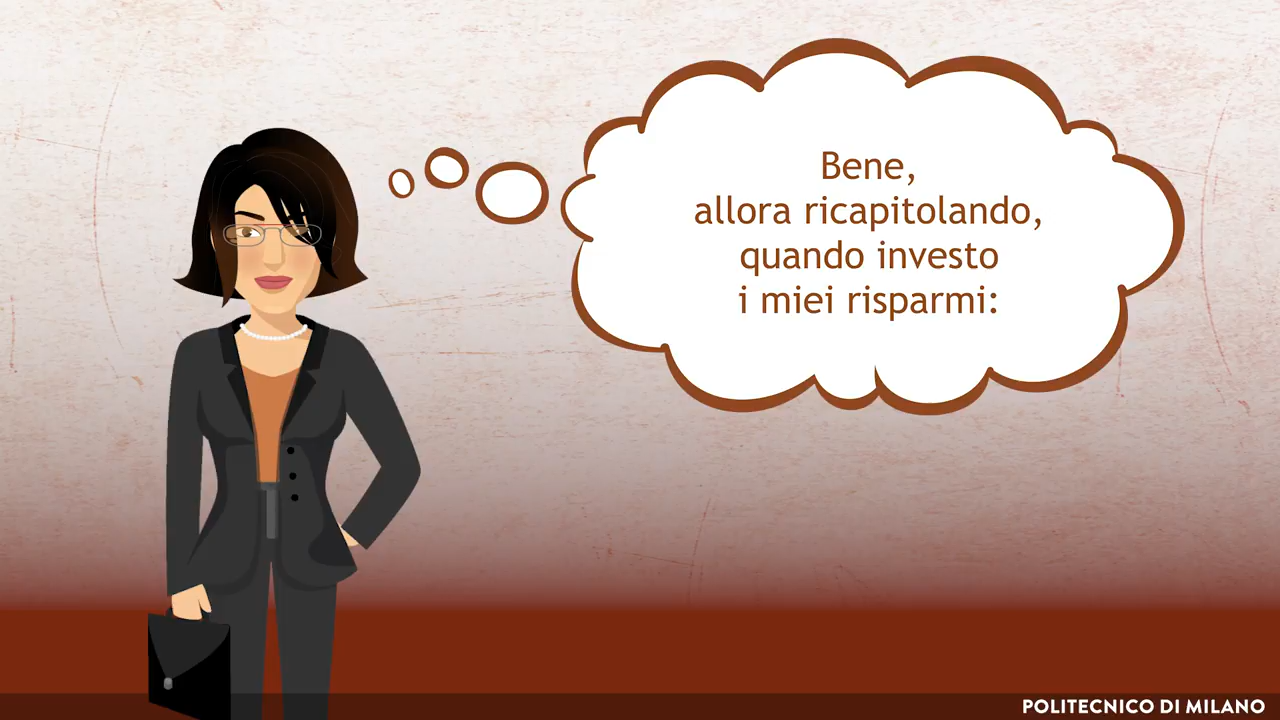 Bene,
allora ricapitolando,
quando investo
i miei risparmi:
POLITECNICO DI MILANO